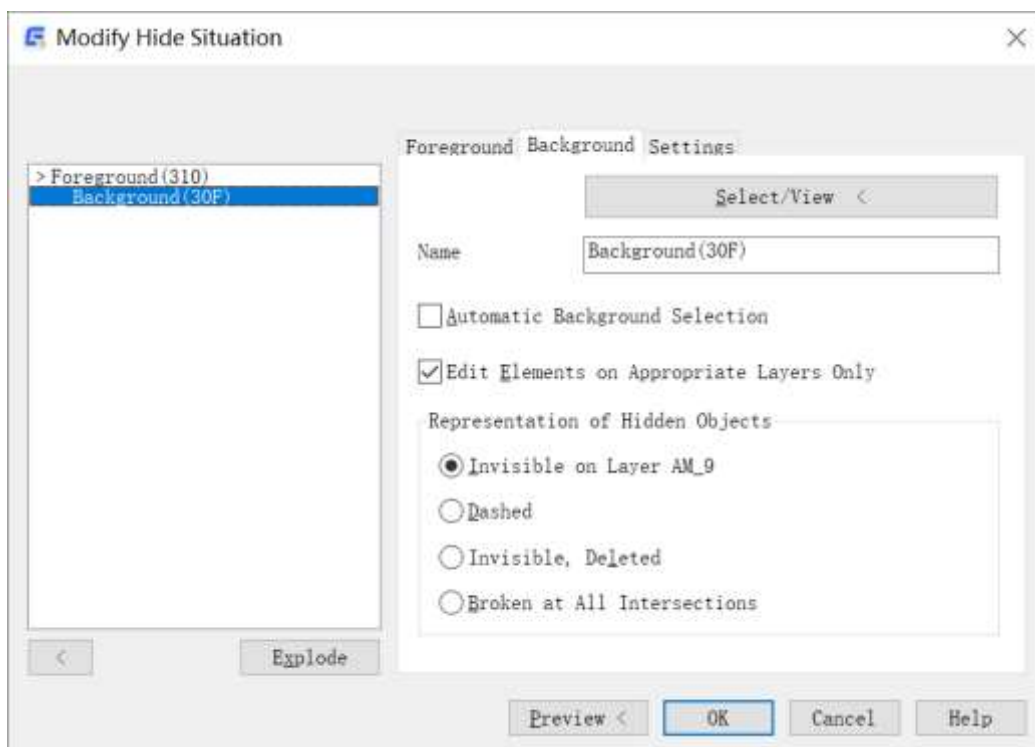 Modify Hide Situation
Foreground Background Settings
> Foreground(310)
Background(30F)
Select/View <
Name Background(30F)
Automatic Background Selection
Edit Elements on Appropriate Layers Only
Representation of Hidden Objects
Invisible on Layer AM_9
Dashed
Invisible, Deleted
Broken at All Intersections
< Explode
Preview < OK Cancel Help